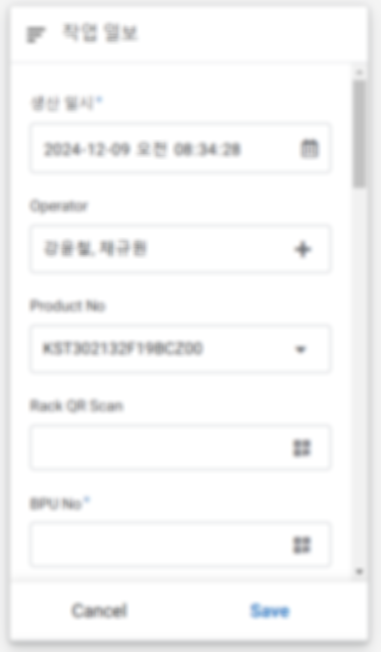 작업 일보
생산 일시*
2024-12-09 오전 08:34:28
Operator
강윤철, 채규원
Product No
KST302132F19BCZ00
Rack QR Scan
BPU No*
Cancel
Save